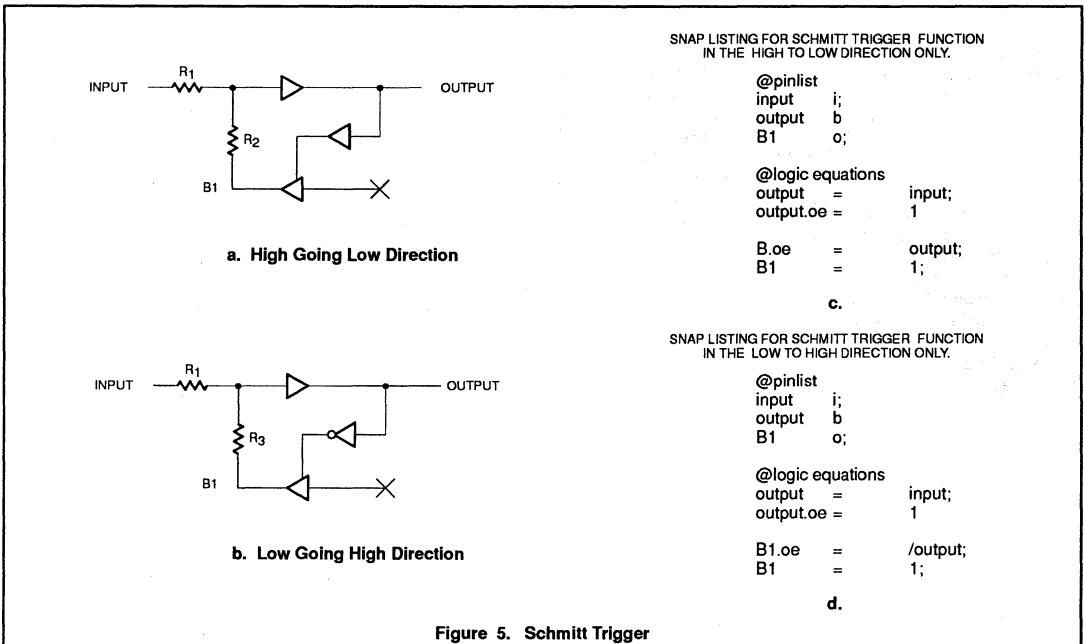 INPUT R1 OUTPUT
R2
B1
a. High Going Low Direction
SNAP LISTING FOR SCHMITT TRIGGER FUNCTION
IN THE HIGH TO LOW DIRECTION ONLY.
@pinlist
input i;
output b
B1 o;
@logic equations
output = input;
output.oe = 1
B.oe = output;
B1 = 1;
c.
INPUT R1 OUTPUT
R3
B1
b. Low Going High Direction
SNAP LISTING FOR SCHMITT TRIGGER FUNCTION
IN THE LOW TO HIGH DIRECTION ONLY.
@pinlist
input i;
output b
B1 o;
@logic equations
output = input;
output.oe = 1
B1.oe = /output;
B1 = 1;
d.
Figure 5. Schmitt Trigger